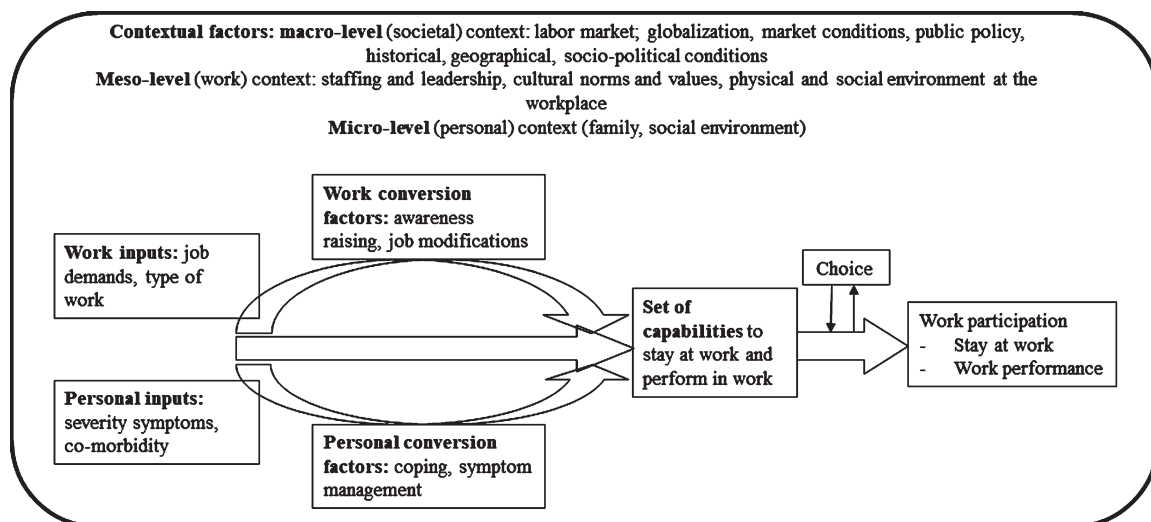 Contextual factors: macro-level (societal) context: labor market; globalization, market conditions, public policy,
historical, geographical, socio-political conditions
Meso-level (work) context: staffing and leadership, cultural norms and values, physical and social environment at the
workplace
Micro-level (personal) context (family, social environment)
Work conversion
factors: awareness
raising, job modifications
Work inputs: job
demands, type of
work
Choice
Set of
capabilities to
stay at work and
perform in work
Work participation
- Stay at work
- Work performance
Personal inputs:
severity symptoms,
co-morbidity
Personal conversion
factors: coping, symptom
management